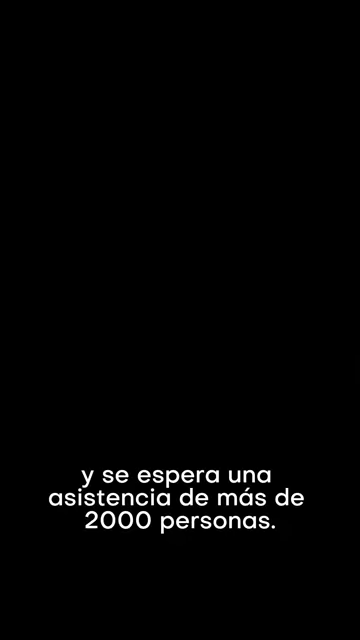 y se espera una
asistencia de más de
2000 personas.